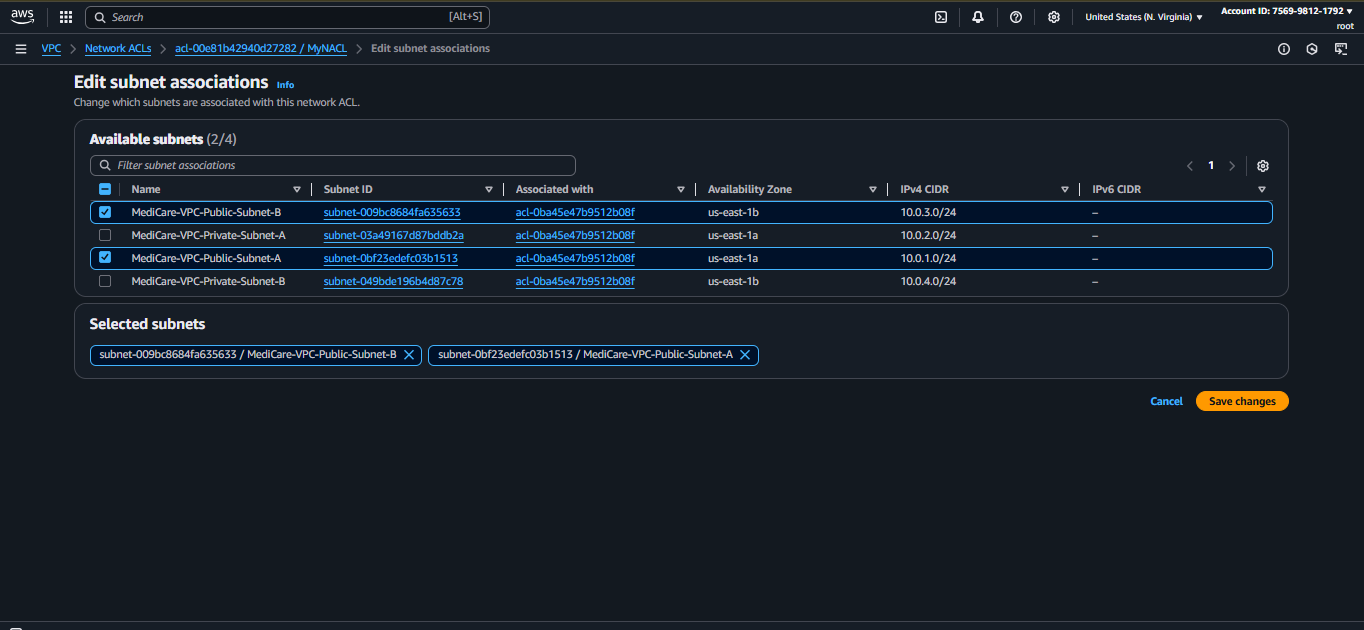 aws Search [Alt+S] United States (N. Virginia) Account ID: 7569-9812-1792
root
VPC Network ACLs acl-00e81b42940d27282 / MyNACL Edit subnet associations
Edit subnet associations Info
Change which subnets are associated with this network ACL.
Available subnets (2/4)
Filter subnet associations 1
Name Subnet ID Associated with Availability Zone IPv4 CIDR IPv6 CIDR
MediCare-VPC-Public-Subnet-B subnet-009bc8684fa635633 acl-0ba45e47b9512b08f us-east-1b 10.0.3.0/24 –
MediCare-VPC-Private-Subnet-A subnet-03a49167d87bddb2a acl-0ba45e47b9512b08f us-east-1a 10.0.2.0/24 –
MediCare-VPC-Public-Subnet-A subnet-0bf23edefc03b1513 acl-0ba45e47b9512b08f us-east-1a 10.0.1.0/24 –
MediCare-VPC-Private-Subnet-B subnet-049bde196b4d87c78 acl-0ba45e47b9512b08f us-east-1b 10.0.4.0/24 –
Selected subnets
subnet-009bc8684fa635633 / MediCare-VPC-Public-Subnet-B subnet-0bf23edefc03b1513 / MediCare-VPC-Public-Subnet-A
Cancel Save changes